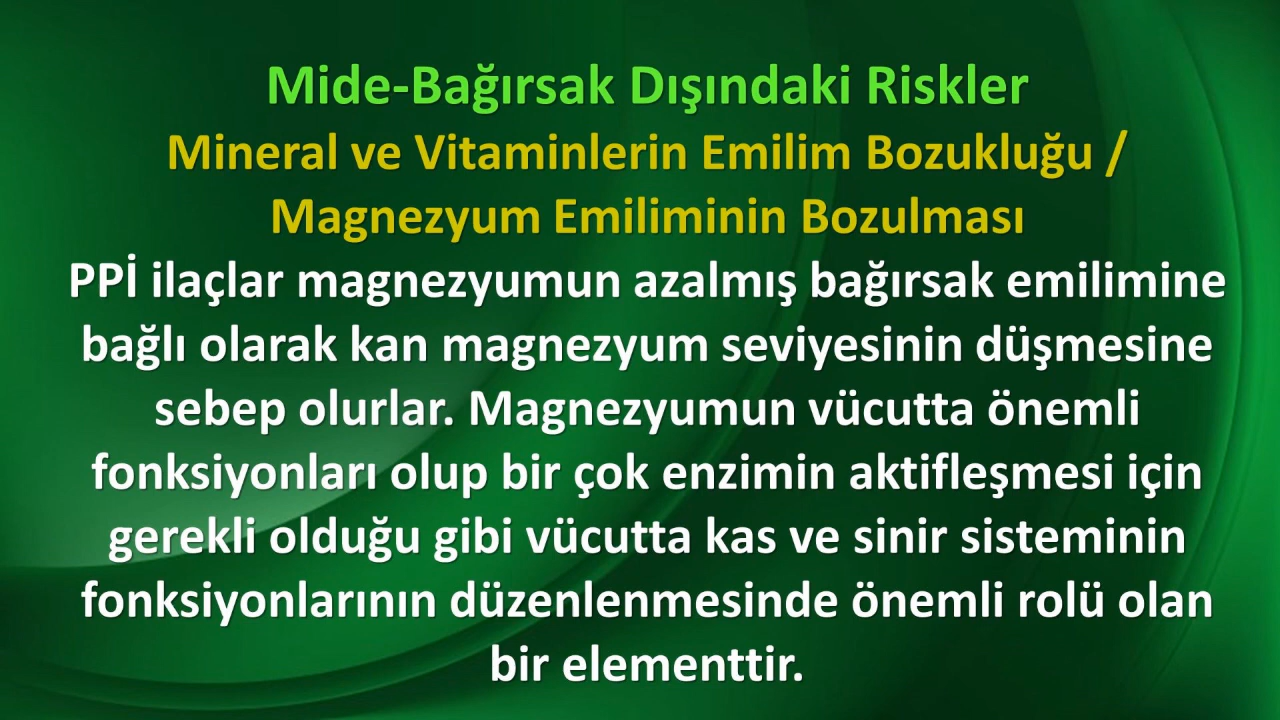 Mide-Bağırsak Dışındaki Riskler
Mineral ve Vitaminlerin Emilim Bozukluğu /
Magnezyum Emiliminin Bozulması
PPİ ilaçlar magnezyumun azalmış bağırsak emilimine
bağlı olarak kan magnezyum seviyesinin düşmesine
sebep olurlar. Magnezyumun vücutta önemli
fonksiyonları olup bir çok enzimin aktifleşmesi için
gerekli olduğu gibi vücutta kas ve sinir sisteminin
fonksiyonlarının düzenlenmesinde önemli rolü olan
bir elementtir.